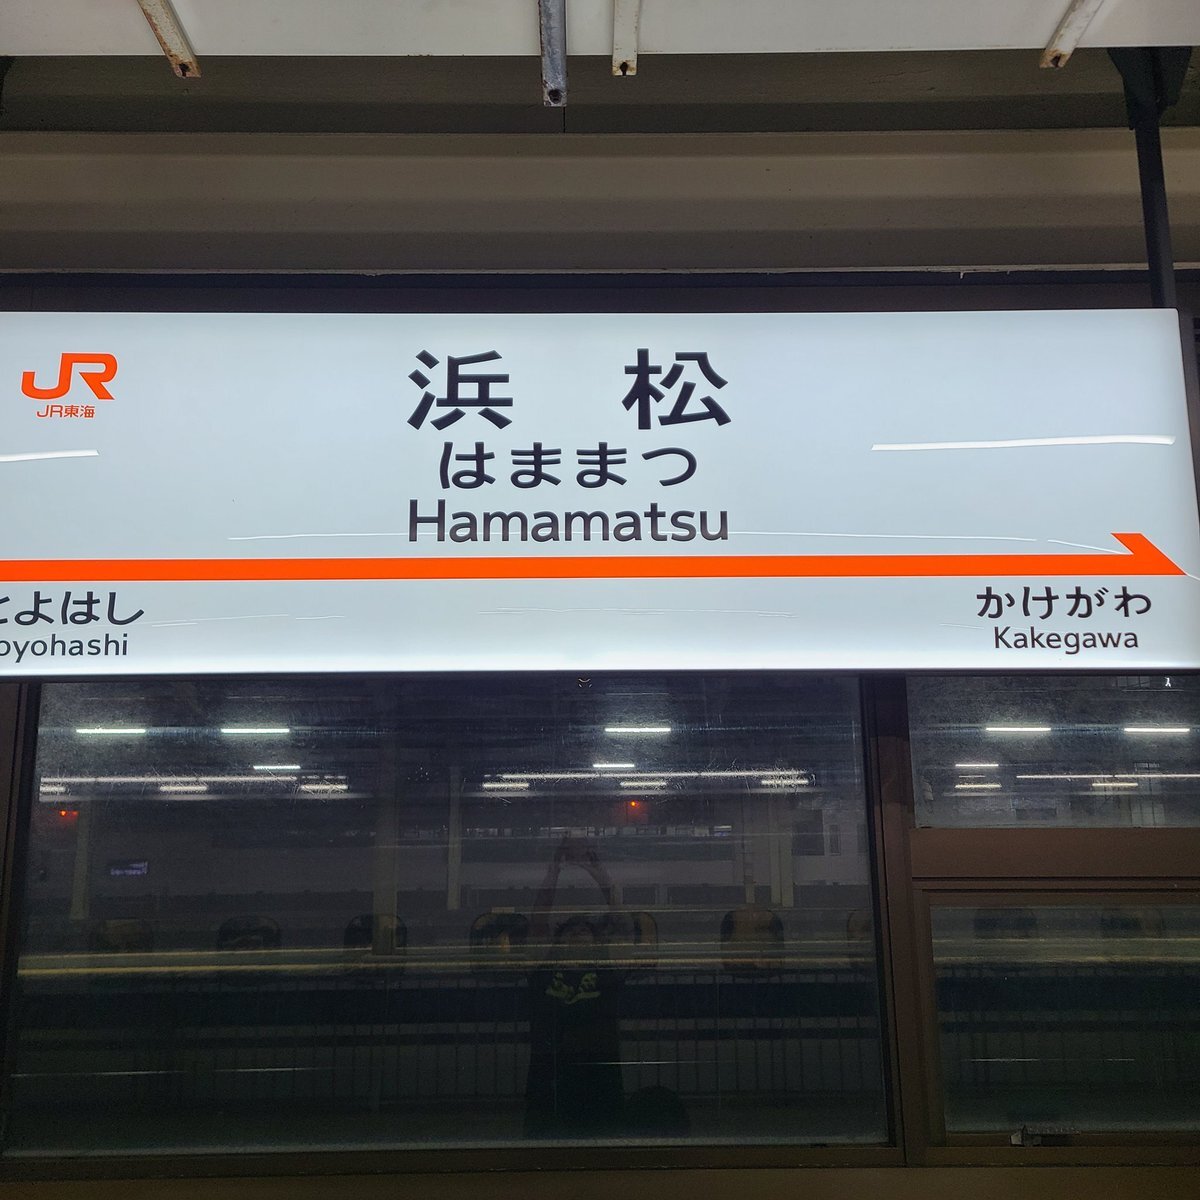 JR
JR東海
浜松
はままつ
Hamamatsu
とよはし
oyohashi
かけがわ
Kakegawa